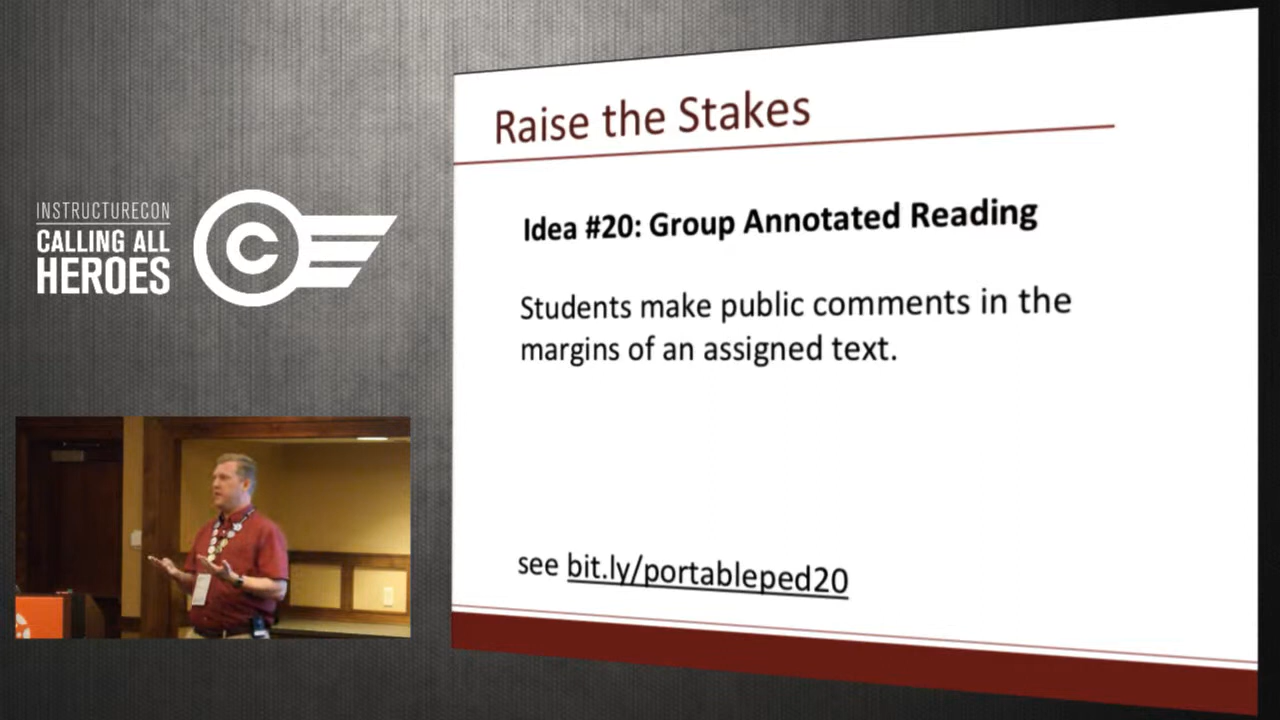 INSTRUCTURECON
CALLING ALL
HEROES
C
Raise the Stakes
Idea #20: Group Annotated Reading
Students make public comments in the
margins of an assigned text.
see bit.ly/portableped20